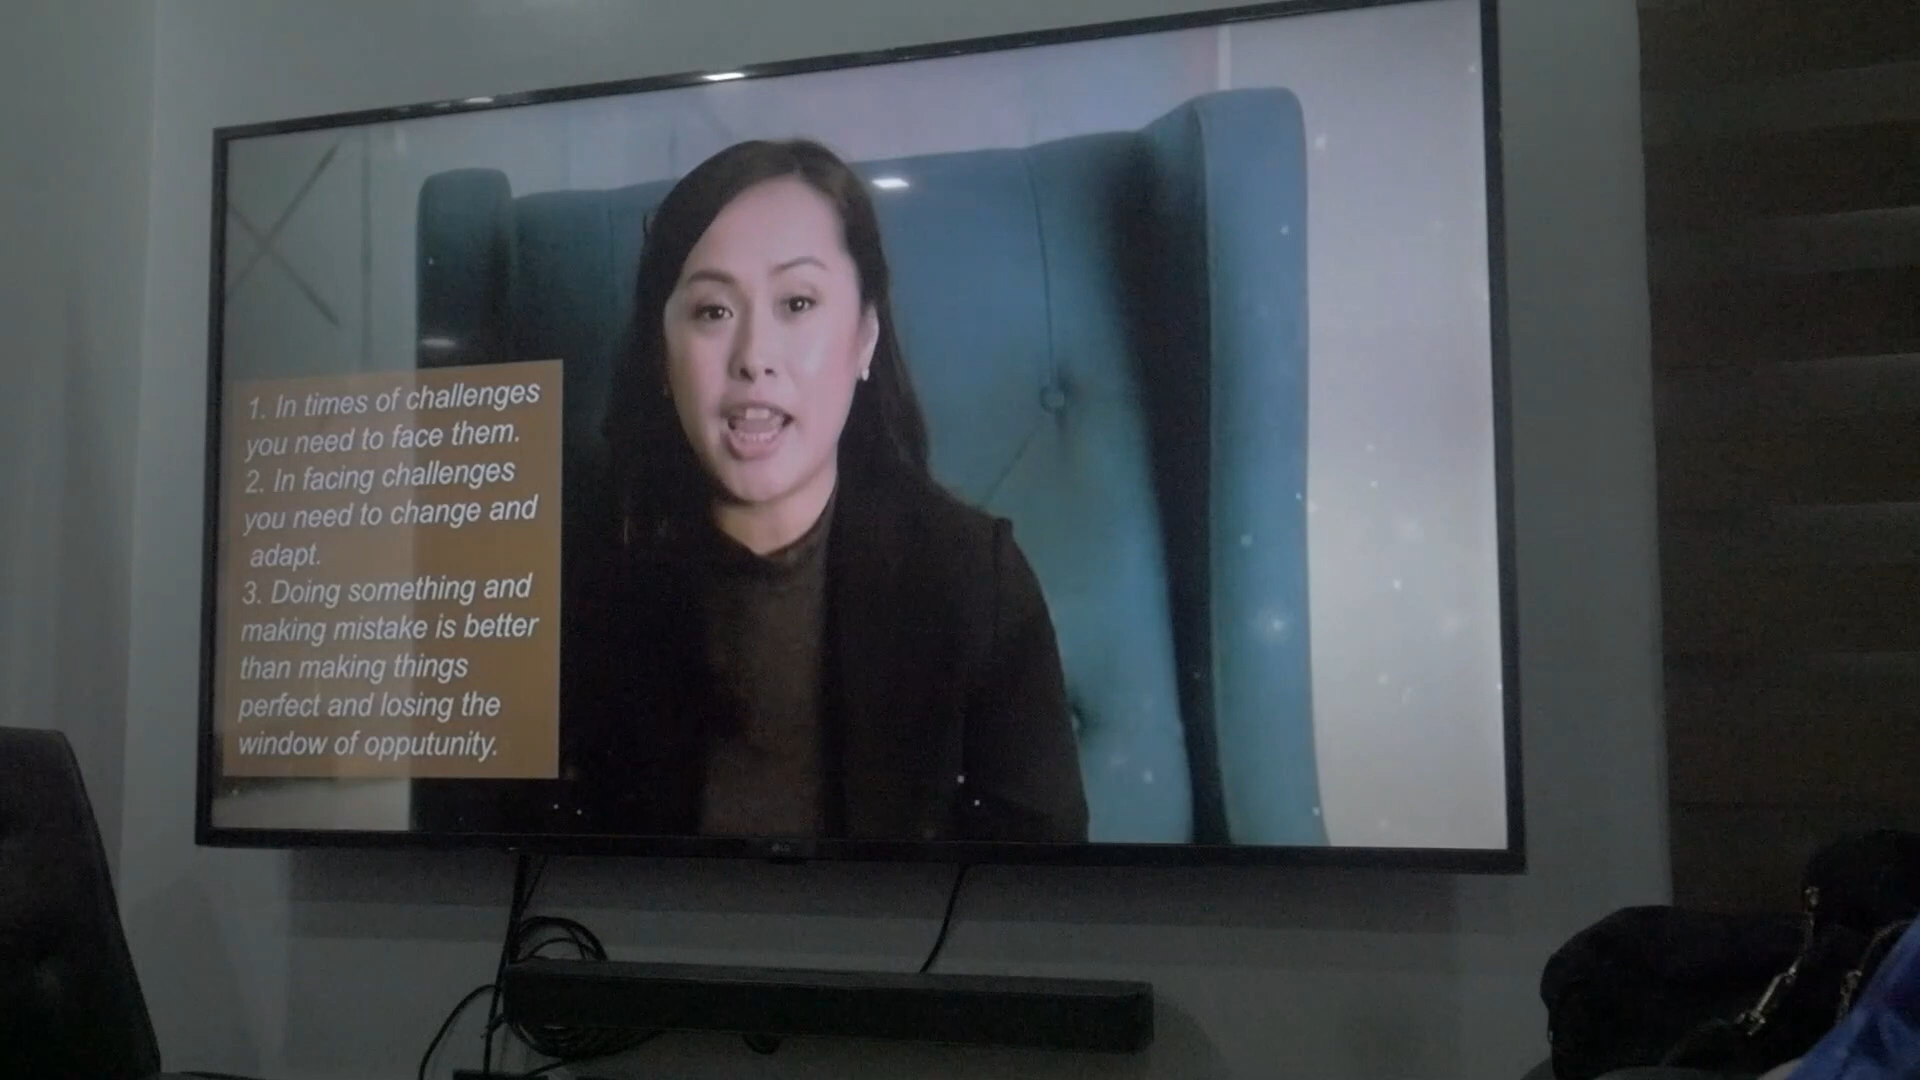 1. In times of challenges
you need to face them.
2. In facing challenges
you need to change and
adapt.
3. Doing something and
making mistake is better
than making things
perfect and losing the
window of opputunity.
LG